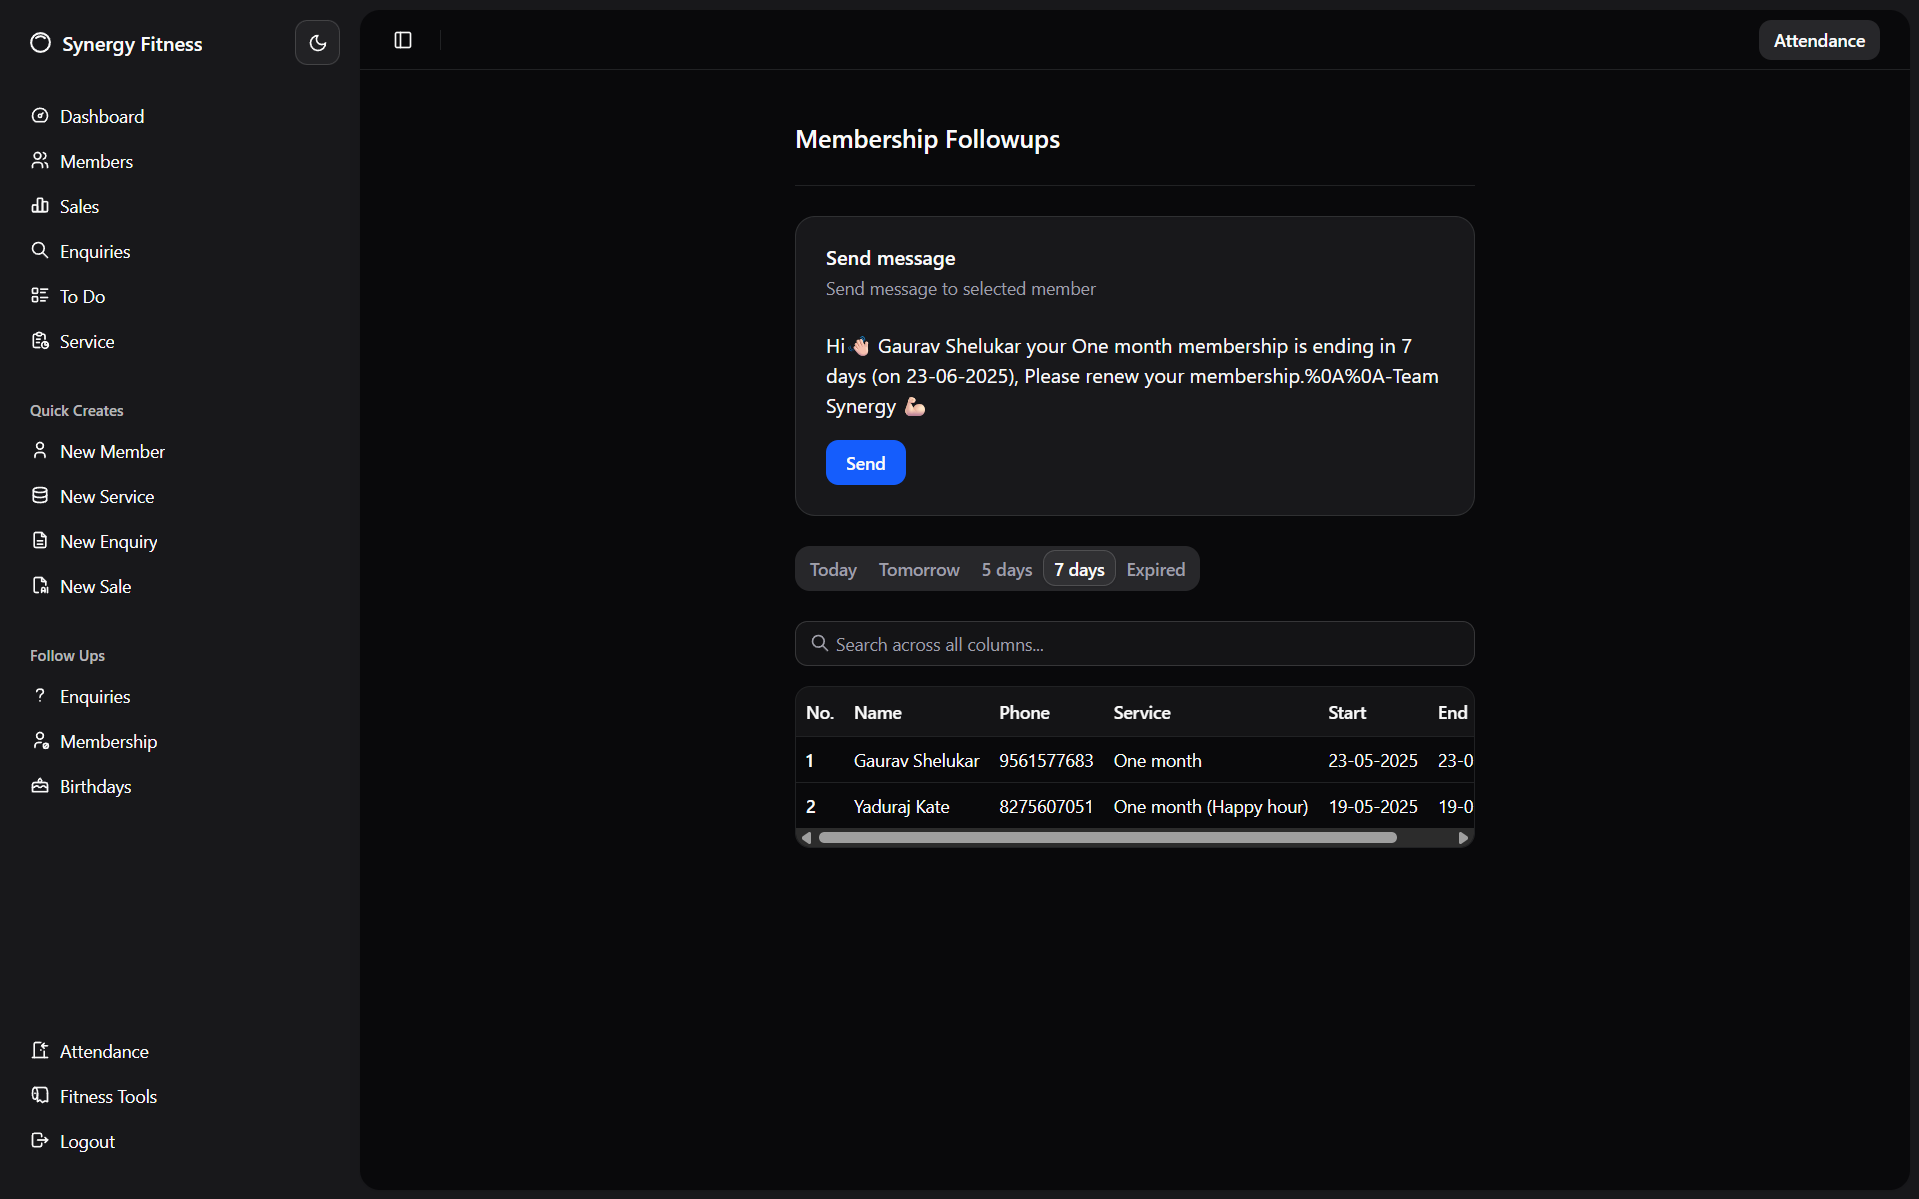 Synergy Fitness
Attendance
Dashboard
Members
Sales
Enquiries
To Do
Service
Quick Creates
New Member
New Service
New Enquiry
New Sale
Follow Ups
Enquiries
Membership
Birthdays
Attendance
Fitness Tools
Logout
Membership Followups
Send message
Send message to selected member
Hi👋🏻 Gaurav Shelukar your One month membership is ending in 7
days (on 23-06-2025), Please renew your membership.%0A%0A-Team
Synergy 💪🏻
Send
Today Tomorrow 5 days 7 days Expired
Search across all columns...
No. Name Phone Service Start End
1 Gaurav Shelukar 9561577683 One month 23-05-2025 23-0
2 Yaduraj Kate 8275607051 One month (Happy hour) 19-05-2025 19-0